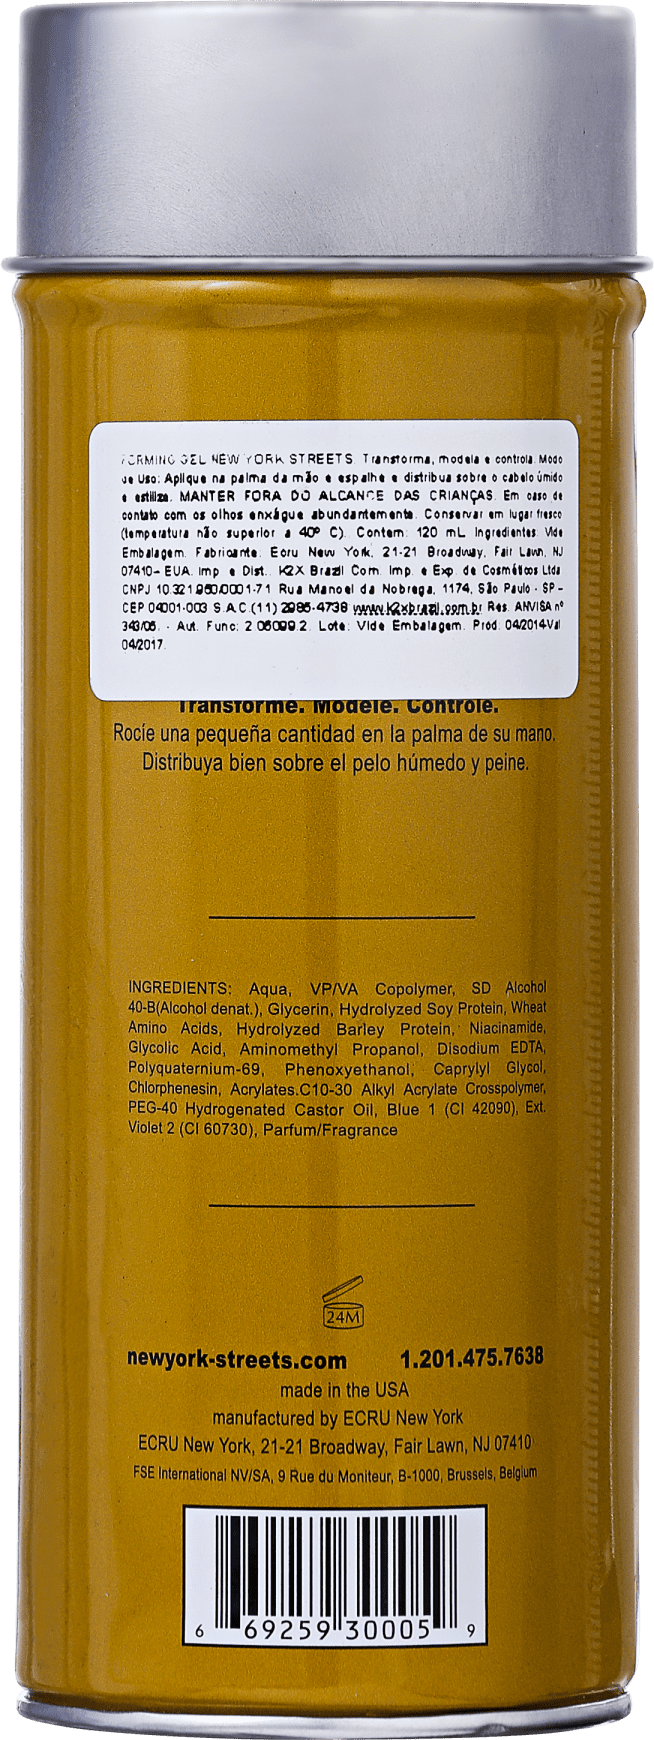 FORMING GEL NEW YORK STREETS. Transforma, modela e controla. Modo
de Uso: Aplique na palma da mão e espalhe e distribua sobre o cabelo úmido
e estiliza. MANTER FORA DO ALCANCE DAS CRIANÇAS. Em caso de
contato com os olhos enxágue abundantemente. Conservar em lugar fresco
(temperatura não superior a 40º C). Contem: 120 mL Ingredientes: Vide
Embalagem. Fabricante: Ecru New York, 21-21 Broadway, Fair Lawn, NJ
07410- EUA. Imp e Dist.. K2X Brazil Com. Imp. e Exp. de Cosméticos Ltda
CNPJ 10.321.960/0001-71 Rua Manoel da Nobrega, 1174, São Paulo - SP -
CEP 04001-003 S.A.C.(11) 2985-4738 www.k2xbrazil.com.br Res. ANVISA nº
343/05. - Aut. Func: 2 06099.2. Lote: Vide Embalagem. Prod: 04/2014Val
04/2017.
Transforme. Modele. Controle.
Rocíe una pequeña cantidad en la palma de su mano.
Distribuya bien sobre el pelo húmedo y peine.
INGREDIENTS: Aqua, VP/VA Copolymer, SD Alcohol
40-B(Alcohol denat.), Glycerin, Hydrolyzed Soy Protein, Wheat
Amino Acids, Hydrolyzed Barley Protein, Niacinamide,
Glycolic Acid, Aminomethyl Propanol, Disodium EDTA,
Polyquaternium-69, Phenoxyethanol, Caprylyl Glycol,
Chlorphenesin, Acrylates.C10-30 Alkyl Acrylate Crosspolymer,
PEG-40 Hydrogenated Castor Oil, Blue 1 (CI 42090), Ext.
Violet 2 (CI 60730), Parfum/Fragrance
24M
newyork-streets.com 1.201.475.7638
made in the USA
manufactured by ECRU New York
ECRU New York, 21-21 Broadway, Fair Lawn, NJ 07410
FSE International NV/SA, 9 Rue du Moniteur, B-1000, Brussels, Belgium
6 69259 30005 9